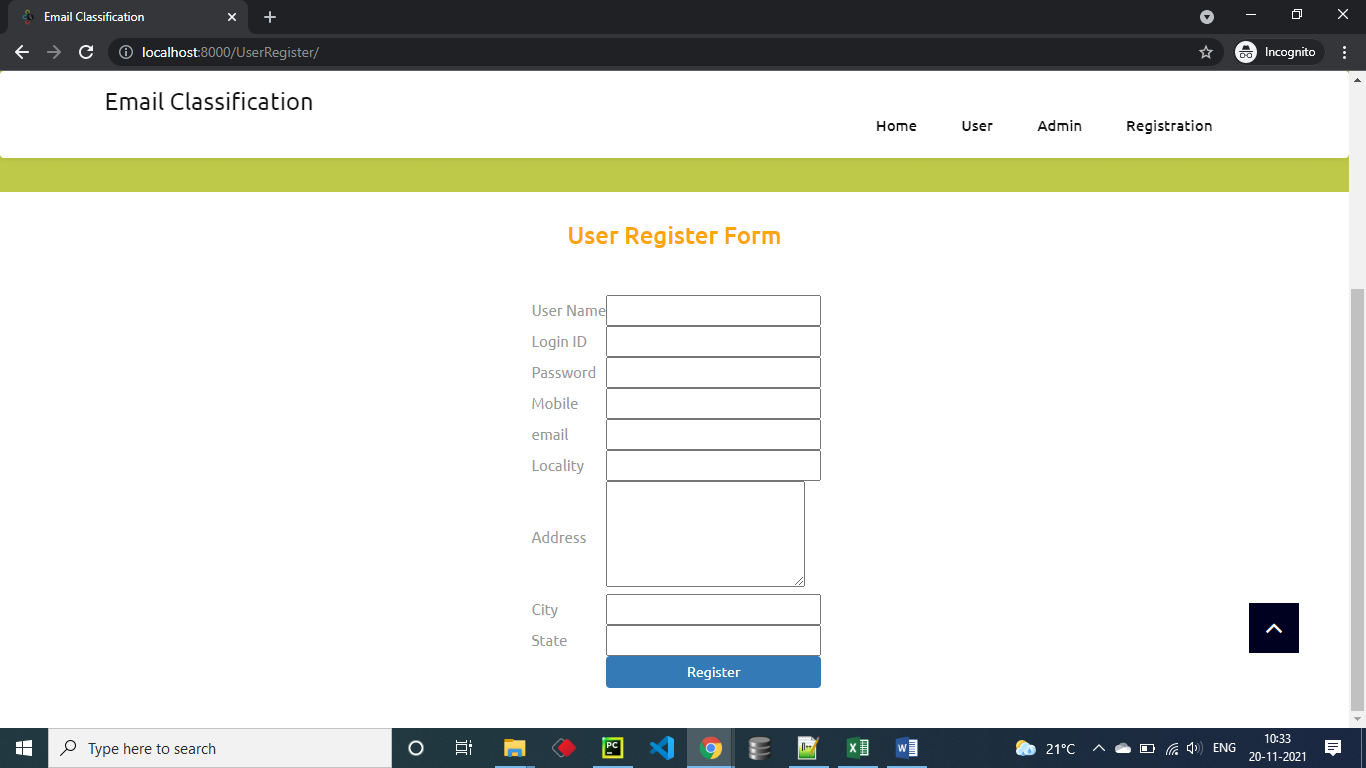 Email Classification
localhost:8000/UserRegister/
Incognito
Email Classification
Home User Admin Registration
User Register Form
User Name
Login ID
Password
Mobile
email
Locality
Address
City
State
Register
Type here to search
PC
21°C
ENG
10:33
20-11-2021